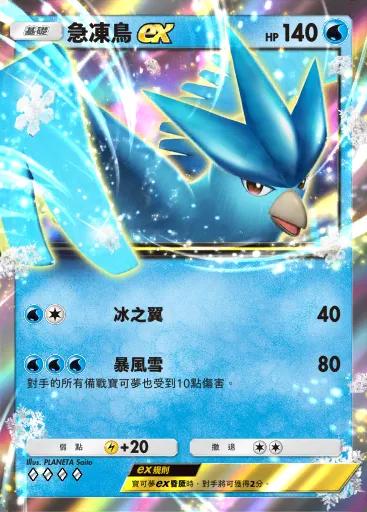 基礎 急凍鳥ex HP 140
冰之翼 40
暴風雪 80
對手的所有備戰寶可夢也受到10點傷害。
弱點 +20 撤退
Illus. PLANETA Saito
ex規則
寶可夢ex昏厥時，對手將可獲得2分。